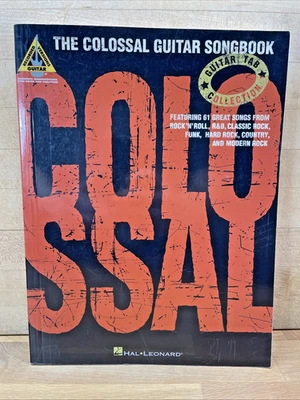 THE COLOSSAL GUITAR SONGBOOK
GUITAR
GUITAR TAB
COLLECTION
FEATURING 61 GREAT SONGS FROM
ROCK 'N' ROLL, R&B, CLASSIC ROCK,
FUNK, HARD ROCK, COUNTRY,
AND MODERN ROCK
COLO
SSAL
HAL•LEONARD®